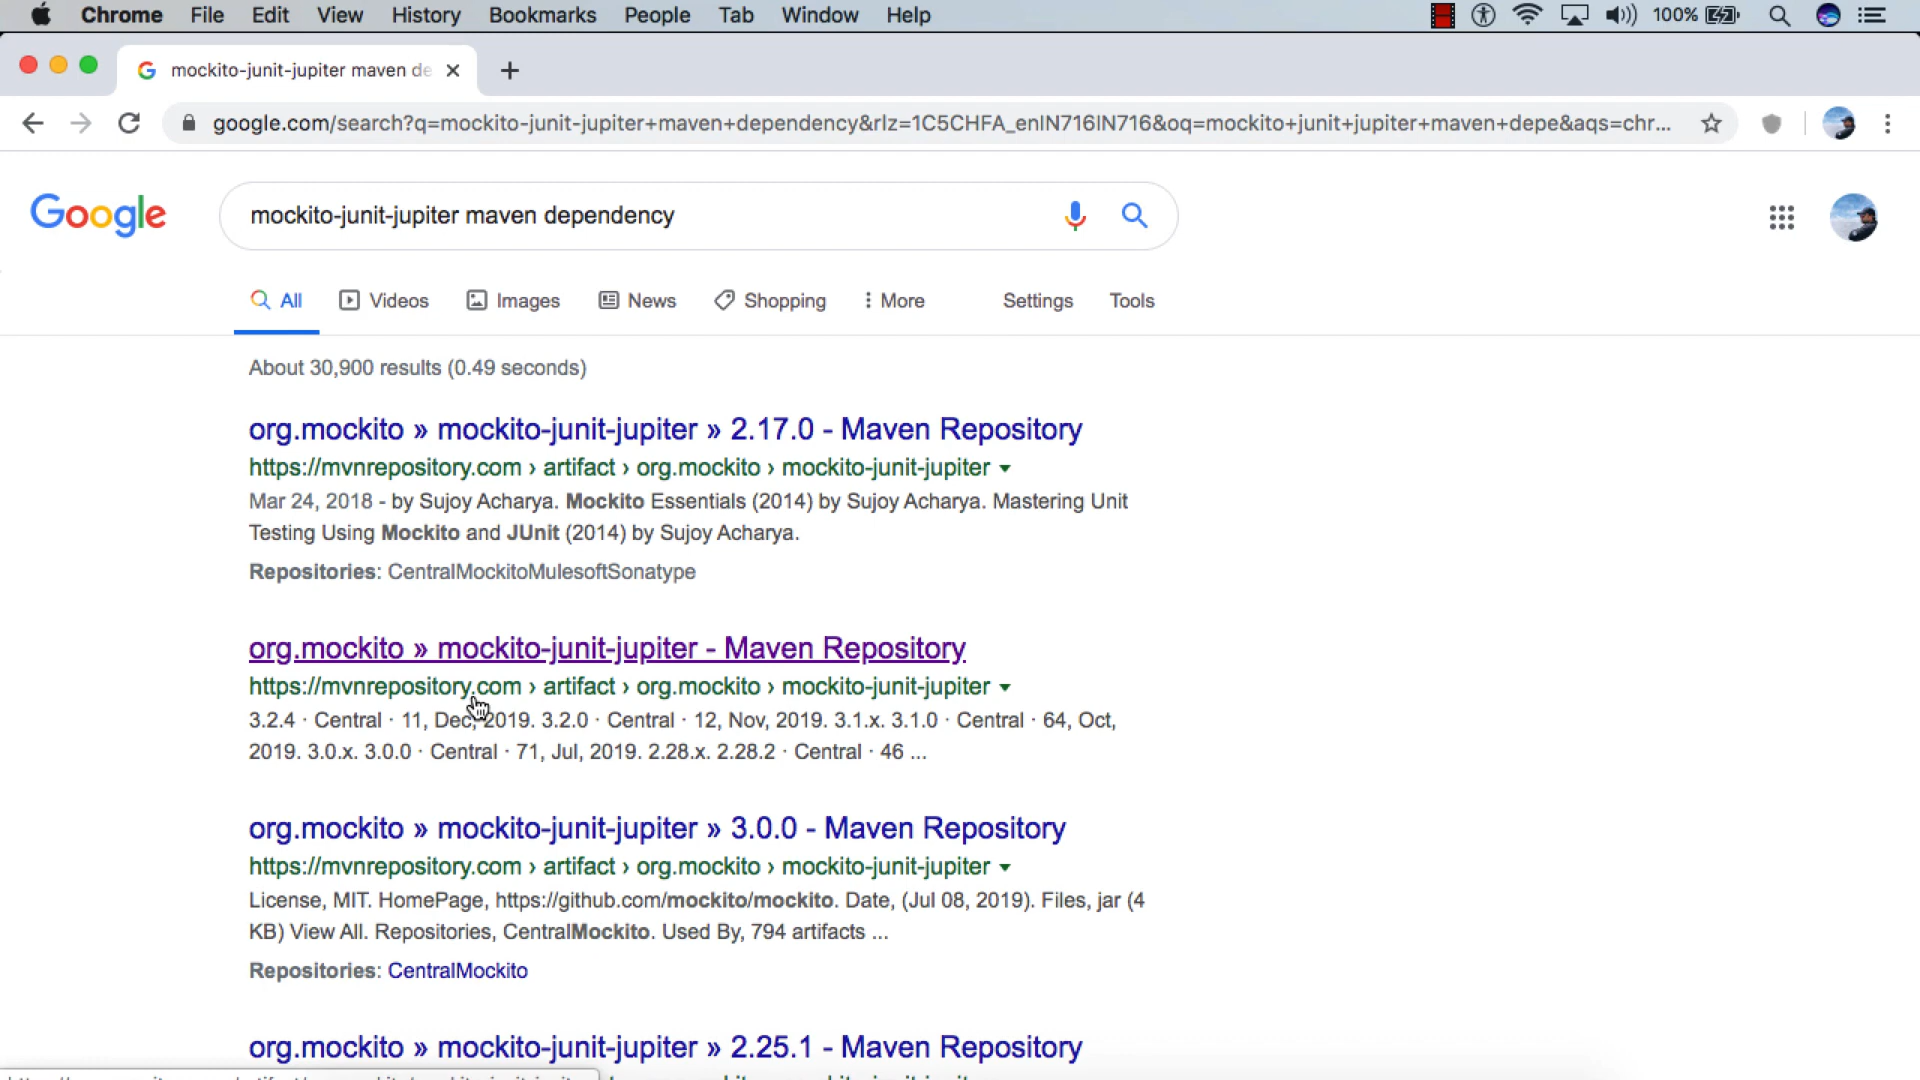 Chrome File Edit View History Bookmarks People Tab Window Help 100%
mockito-junit-jupiter maven de
google.com/search?q=mockito-junit-jupiter+maven+dependency&rlz=1C5CHFA_enIN716IN716&oq=mockito+junit+jupiter+maven+depe&aqs=chr...
Google mockito-junit-jupiter maven dependency
All Videos Images News Shopping More Settings Tools
About 30,900 results (0.49 seconds)
org.mockito » mockito-junit-jupiter » 2.17.0 - Maven Repository
https://mvnrepository.com › artifact › org.mockito › mockito-junit-jupiter
Mar 24, 2018 - by Sujoy Acharya. Mockito Essentials (2014) by Sujoy Acharya. Mastering Unit
Testing Using Mockito and JUnit (2014) by Sujoy Acharya.
Repositories: CentralMockitoMulesoftSonatype
org.mockito » mockito-junit-jupiter - Maven Repository
https://mvnrepository.com › artifact › org.mockito › mockito-junit-jupiter
3.2.4 · Central · 11, Dec, 2019. 3.2.0 · Central · 12, Nov, 2019. 3.1.x. 3.1.0 · Central · 64, Oct,
2019. 3.0.x. 3.0.0 · Central · 71, Jul, 2019. 2.28.x. 2.28.2 · Central · 46 ...
org.mockito » mockito-junit-jupiter » 3.0.0 - Maven Repository
https://mvnrepository.com › artifact › org.mockito › mockito-junit-jupiter
License, MIT. HomePage, https://github.com/mockito/mockito. Date, (Jul 08, 2019). Files, jar (4
KB) View All. Repositories, CentralMockito. Used By, 794 artifacts ...
Repositories: CentralMockito
org.mockito » mockito-junit-jupiter » 2.25.1 - Maven Repository